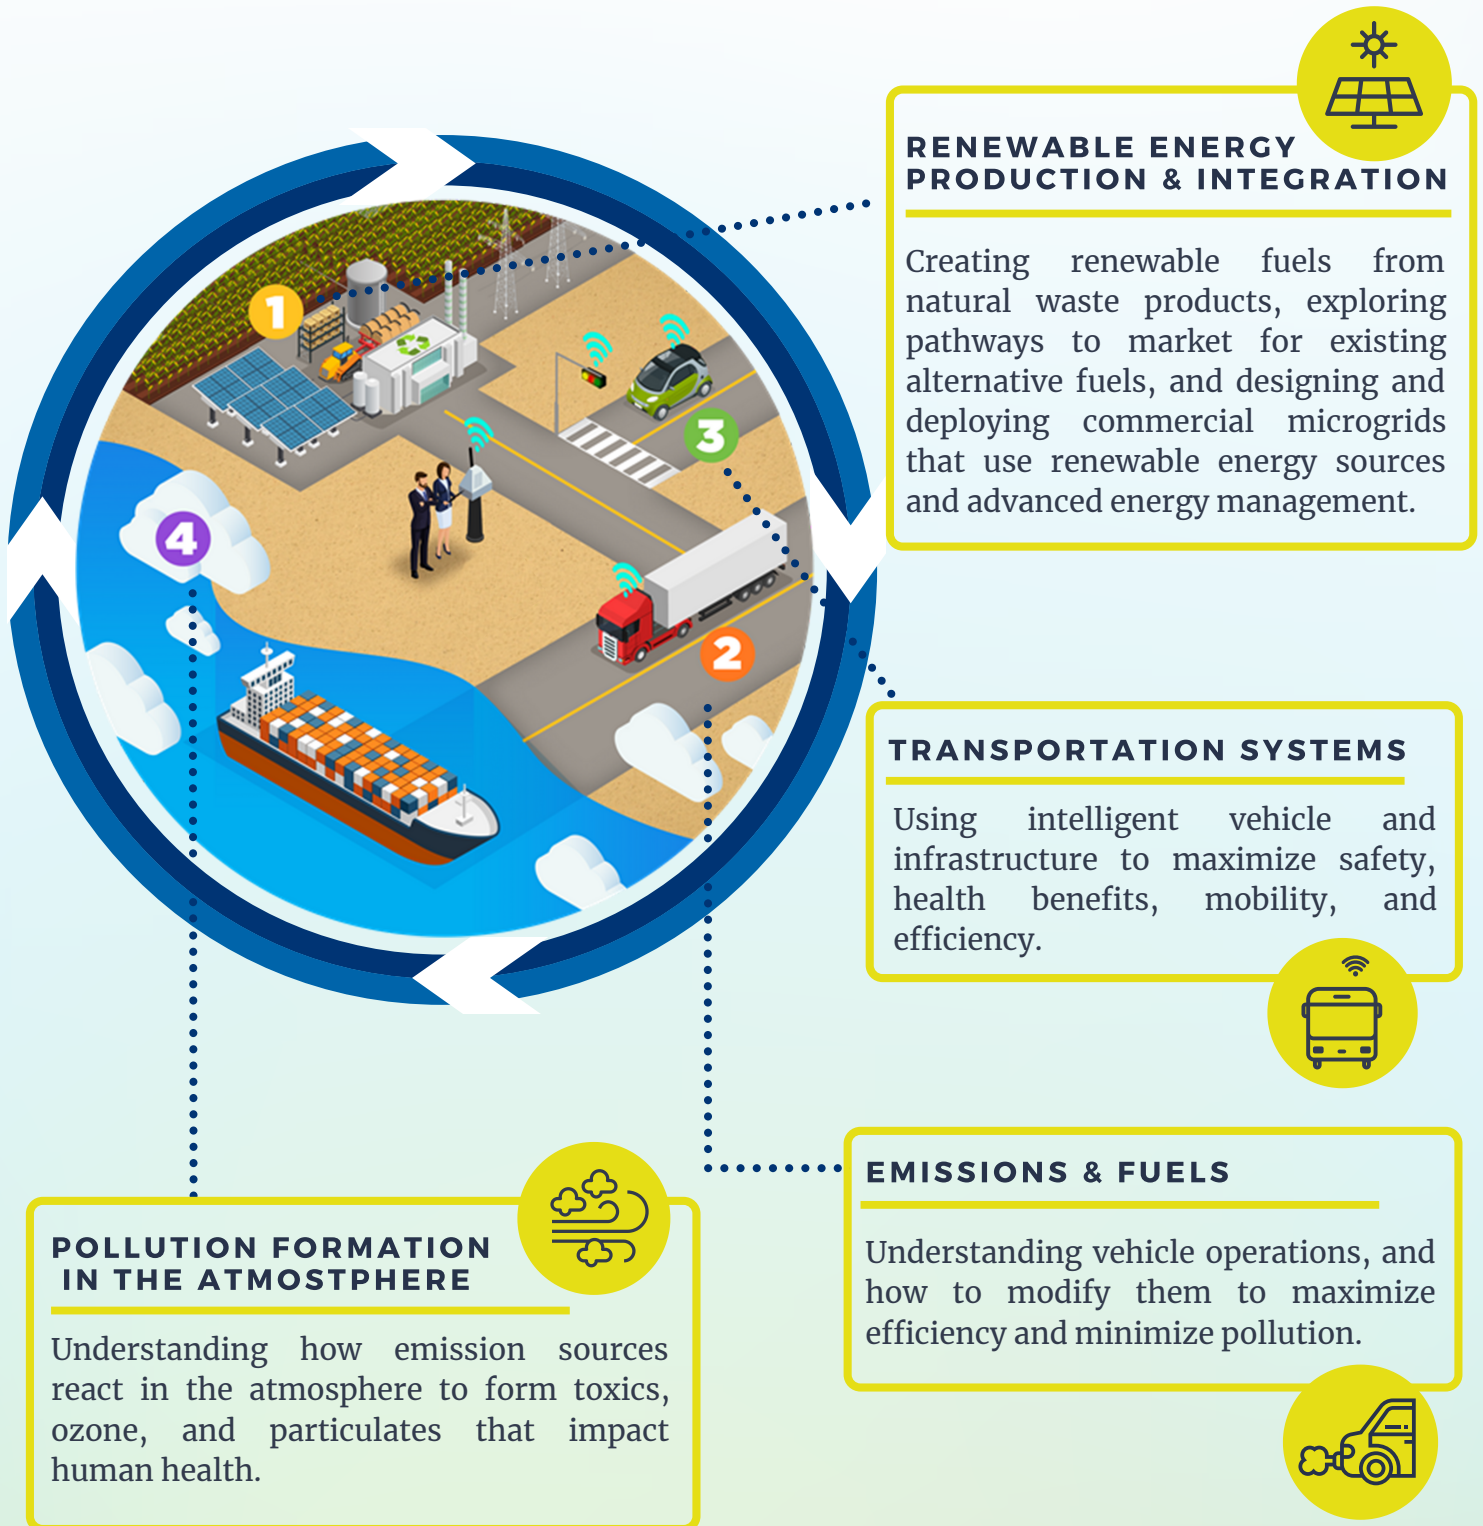 RENEWABLE ENERGY
PRODUCTION & INTEGRATION
Creating renewable fuels from
natural waste products, exploring
pathways to market for existing
alternative fuels, and designing and
deploying commercial microgrids
that use renewable energy sources
and advanced energy management.
1
3
4
2
TRANSPORTATION SYSTEMS
Using intelligent vehicle and
infrastructure to maximize safety,
health benefits, mobility, and
efficiency.
EMISSIONS & FUELS
Understanding vehicle operations, and
how to modify them to maximize
efficiency and minimize pollution.
POLLUTION FORMATION
IN THE ATMOSTPHERE
Understanding how emission sources
react in the atmosphere to form toxics,
ozone, and particulates that impact
human health.